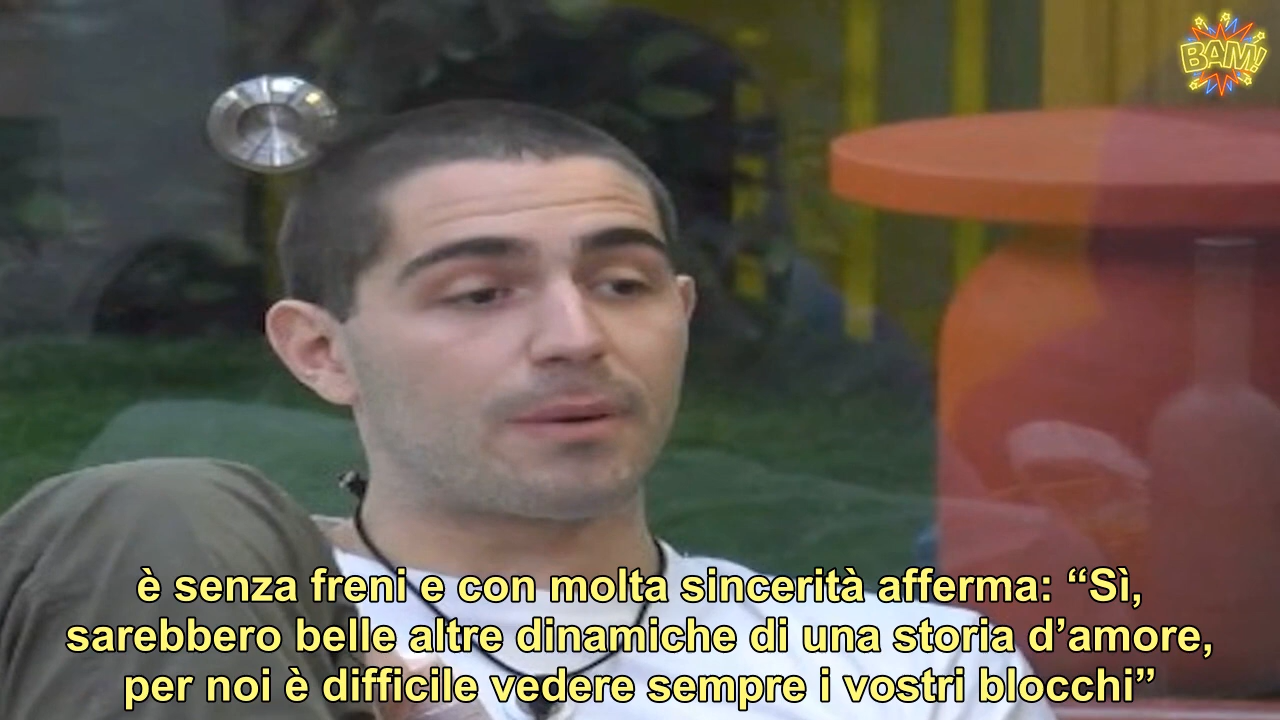 BAM!
è senza freni e con molta sincerità afferma: “Sì,
sarebbero belle altre dinamiche di una storia d’amore,
per noi è difficile vedere sempre i vostri blocchi”